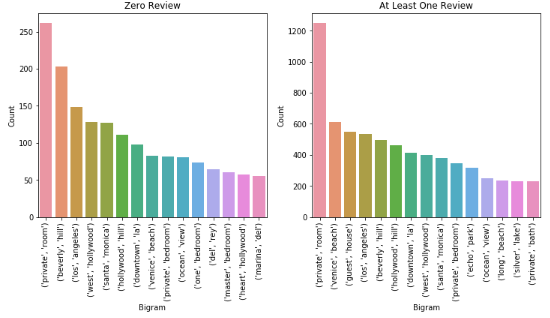 Zero Review
250
200
150
100
50
0
Count
('private', 'room')
('beverly', 'hill')
('los', 'angeles')
('west', 'hollywood')
('santa', 'monica')
('hollywood', 'hill')
('downtown', 'la')
('venice', 'beach')
('private', 'bedroom')
('ocean', 'view')
('one', 'bedroom')
('del', 'rey')
('master', 'bedroom')
('heart', 'hollywood')
('marina', 'del')
Bigram
At Least One Review
1200
1000
800
600
400
200
0
Count
('private', 'room')
('venice', 'beach')
('guest', 'house')
('los', 'angeles')
('beverly', 'hill')
('hollywood', 'hill')
('downtown', 'la')
('west', 'hollywood')
('santa', 'monica')
('private', 'bedroom')
('echo', 'park')
('ocean', 'view')
('long', 'beach')
('silver', 'lake')
('private', 'bath')
Bigram